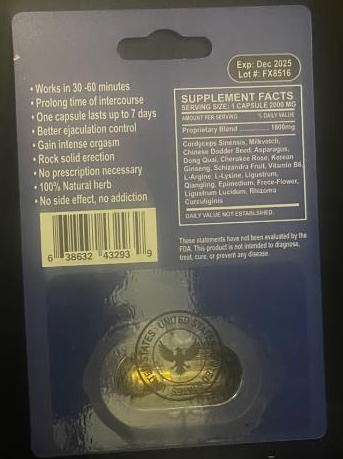 Exp: Dec 2025
Lot #: FX8516
• Works in 30 -60 minutes
• Prolong time of intercourse
• One capsule lasts up to 7 days
• Better ejaculation control
• Gain intense orgasm
• Rock solid erection
• No prescription necessary
• 100% Natural herb
• No side effect, no addiction
6 38632 43293 9
SUPPLEMENT FACTS
SERVING SIZE: 1 CAPSULE 2000 MG
AMOUNT PER SERVING % DAILY VALUE
Proprietary Blend ........... 1800mg
Cordyceps Sinensis, Milkvetch,
Chinese Dodder Seed, Asparagus,
Dong Quai, Cherokee Rose, Korean
Ginseng, Schizandra Fruit, Vitamin B6,
L-Argine, L-Lysine, Ligustrum,
Qiangling, Epimedium, Frece-Flower,
Ligustrum Lucidum, Rhizoma
Curculiginis
DAILY VALUE NOT ESTABLISHED.
These statements have not been evaluated by the
FDA. This product is not intended to diagnose,
treat, cure, or prevent any disease.
UNITED STATES